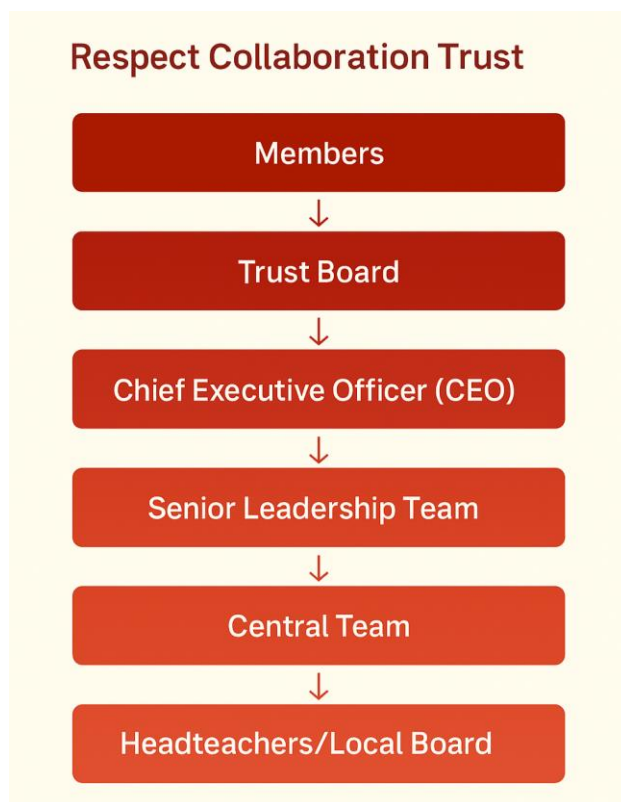 Respect Collaboration Trust
Members
Trust Board
Chief Executive Officer (CEO)
Senior Leadership Team
Central Team
Headteachers/Local Board